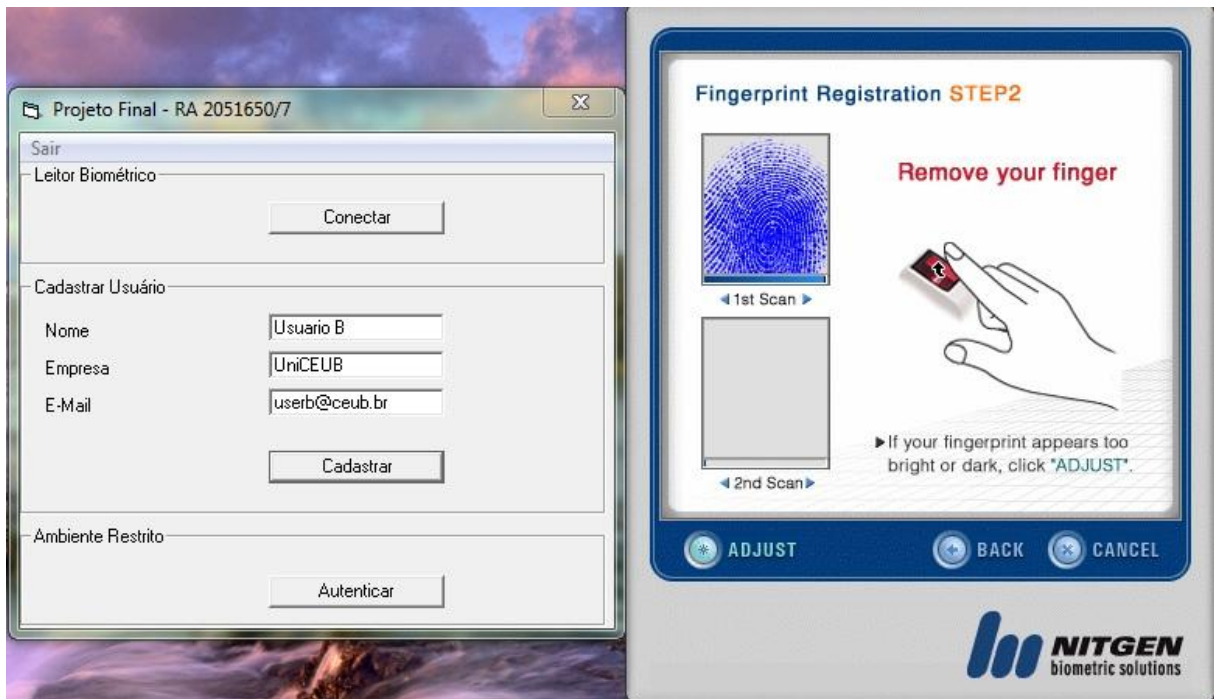 Projeto Final - RA 2051650/7
Sair
Leitor Biométrico
Conectar
Cadastrar Usuário
Nome
Usuario B
Empresa
UniCEUB
E-Mail
userb@ceub.br
Cadastrar
Ambiente Restrito
Autenticar
Fingerprint Registration STEP2
Remove your finger
1st Scan
2nd Scan
If your fingerprint appears too
bright or dark, click "ADJUST".
ADJUST
BACK
CANCEL
NITGEN
biometric solutions